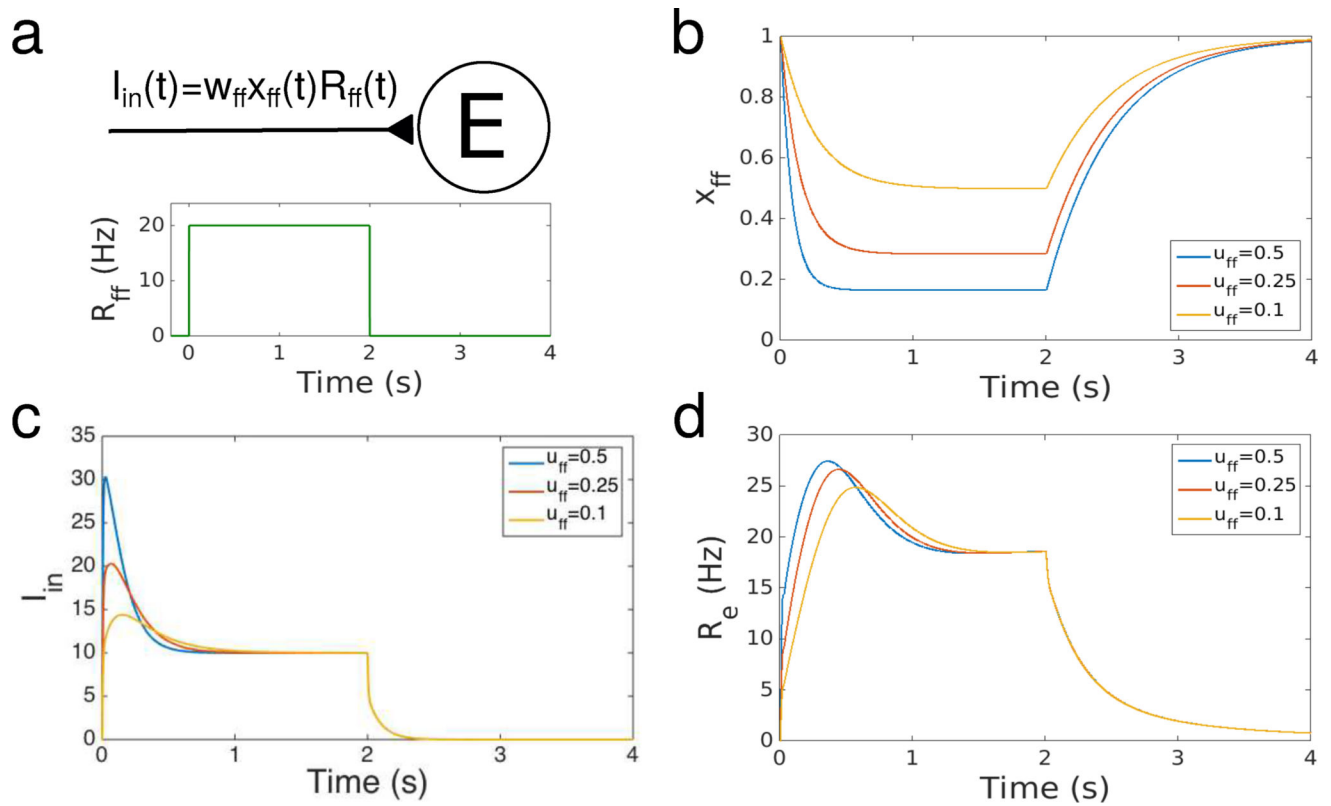 a
I_in(t)=w_ff x_ff(t)R_ff(t)
E
R_ff (Hz)
20
10
0
0 1 2 3 4
Time (s)
b
x_ff
1
0.8
0.6
0.4
0.2
0
u_ff=0.5
u_ff=0.25
u_ff=0.1
0 1 2 3 4
Time (s)
c
I_in
35
30
25
20
15
10
5
0
u_ff=0.5
u_ff=0.25
u_ff=0.1
0 1 2 3 4
Time (s)
d
R_e (Hz)
30
25
20
15
10
5
0
u_ff=0.5
u_ff=0.25
u_ff=0.1
0 1 2 3 4
Time (s)